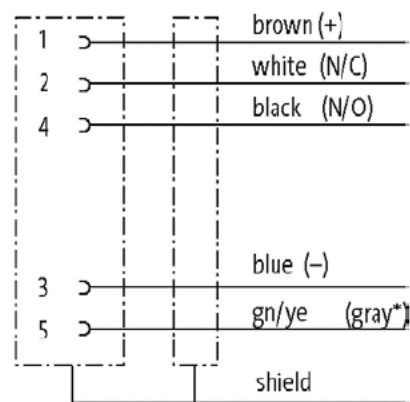 1 brown (+)
2 white (N/C)
4 black (N/O)
3 blue (–)
5 gn/ye (gray*)
shield